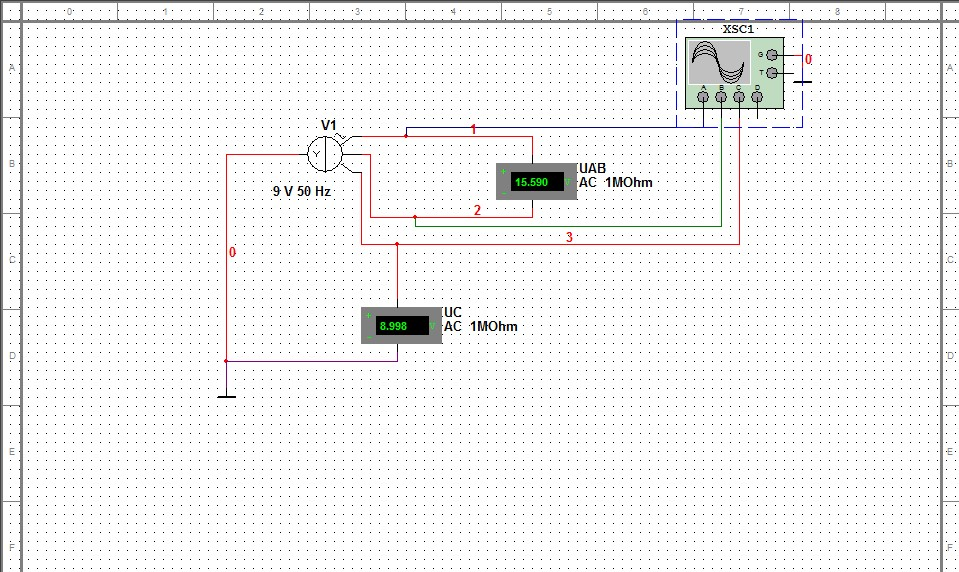 0 1 2 3 4 5 6 7 8
XSC1
G
T
0
A B C D
A
A
V1
1
B
B
Y
UAB
15.590 V
AC 1MOhm
9 V 50 Hz
2
3
0
C
C
UC
8.998 V
AC 1MOhm
D
D
E
E
F
F